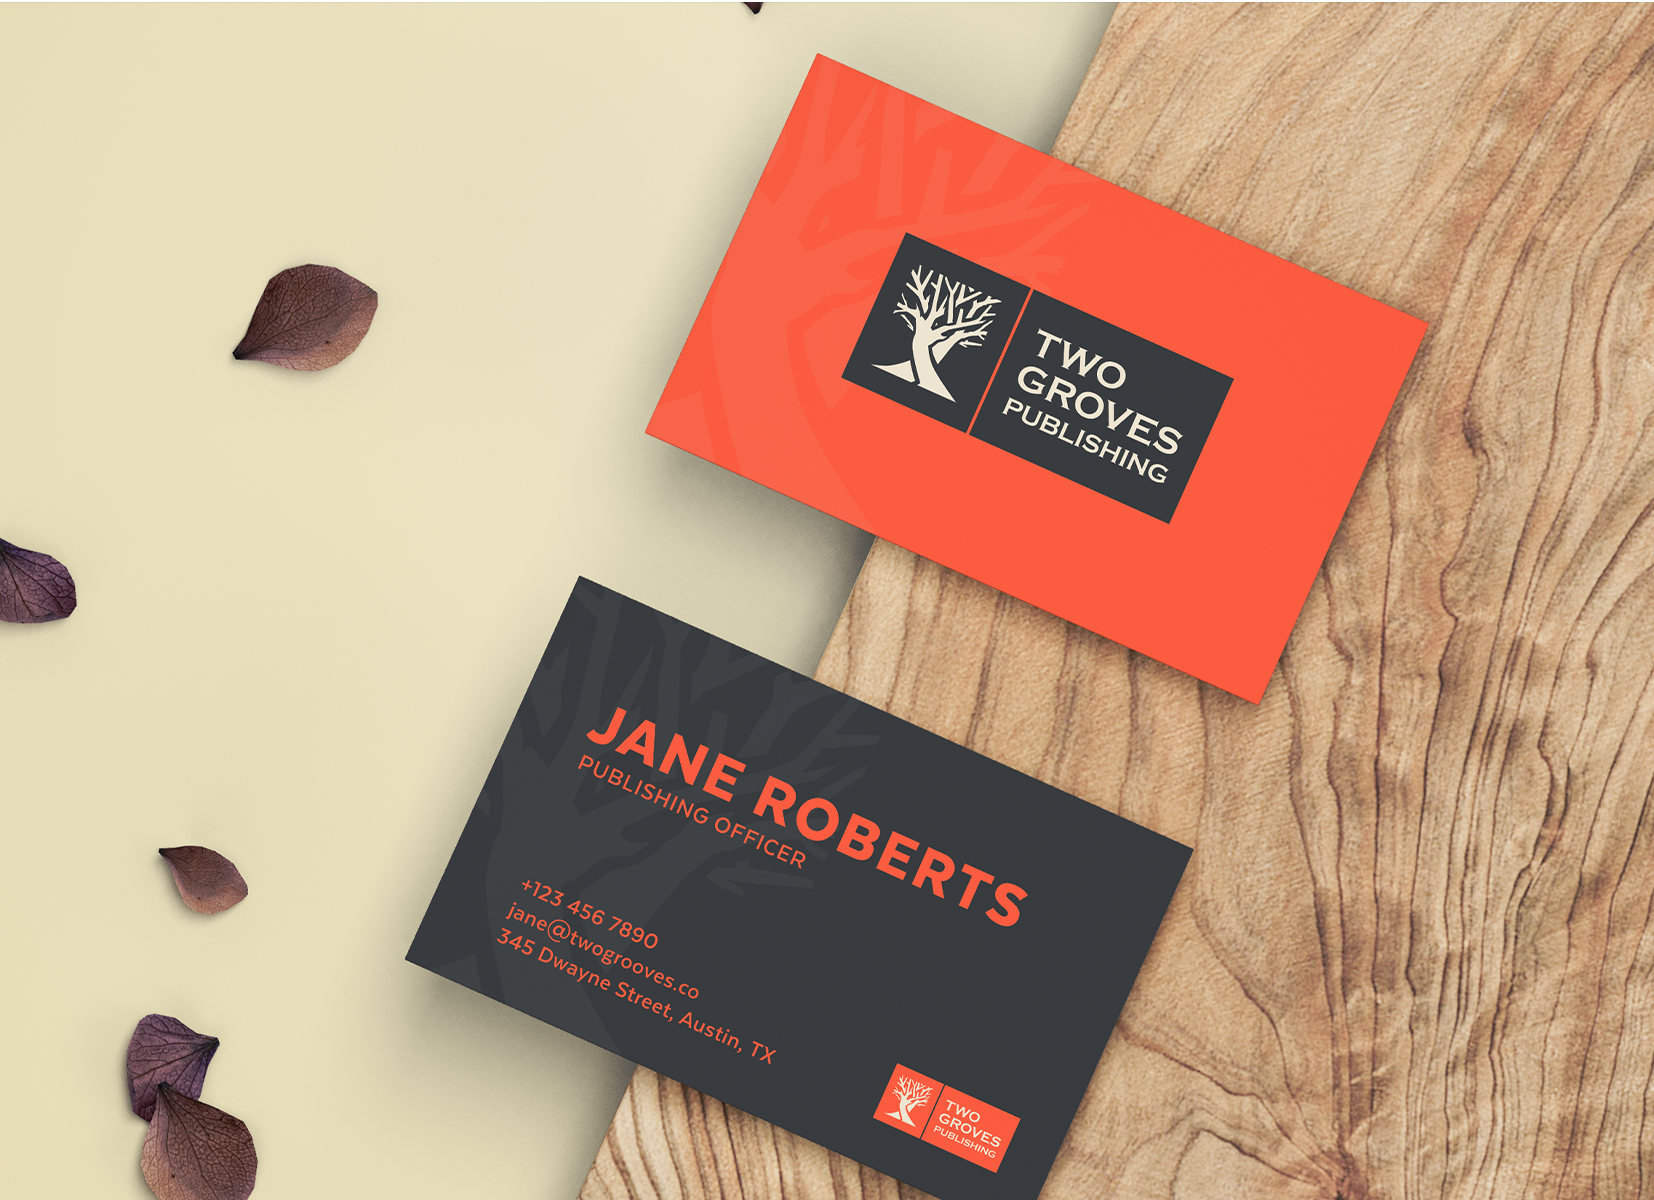 TWO
GROVES
PUBLISHING
JANE ROBERTS
PUBLISHING OFFICER
+123 456 7890
jane@twogrooves.co
345 Dwayne Street, Austin, TX
TWO
GROVES
PUBLISHING